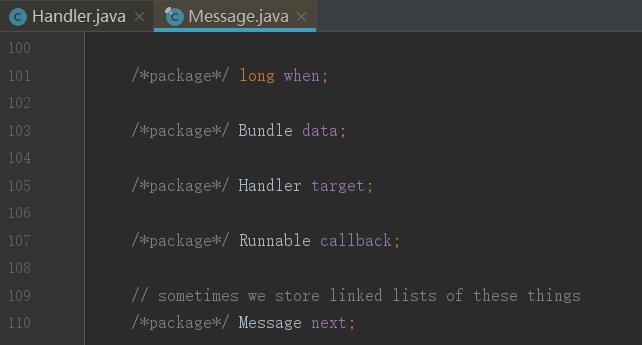 Handler.java Message.java
100
101 /*package*/ long when;
102
103 /*package*/ Bundle data;
104
105 /*package*/ Handler target;
106
107 /*package*/ Runnable callback;
108
109 // sometimes we store linked lists of these things
110 /*package*/ Message next;